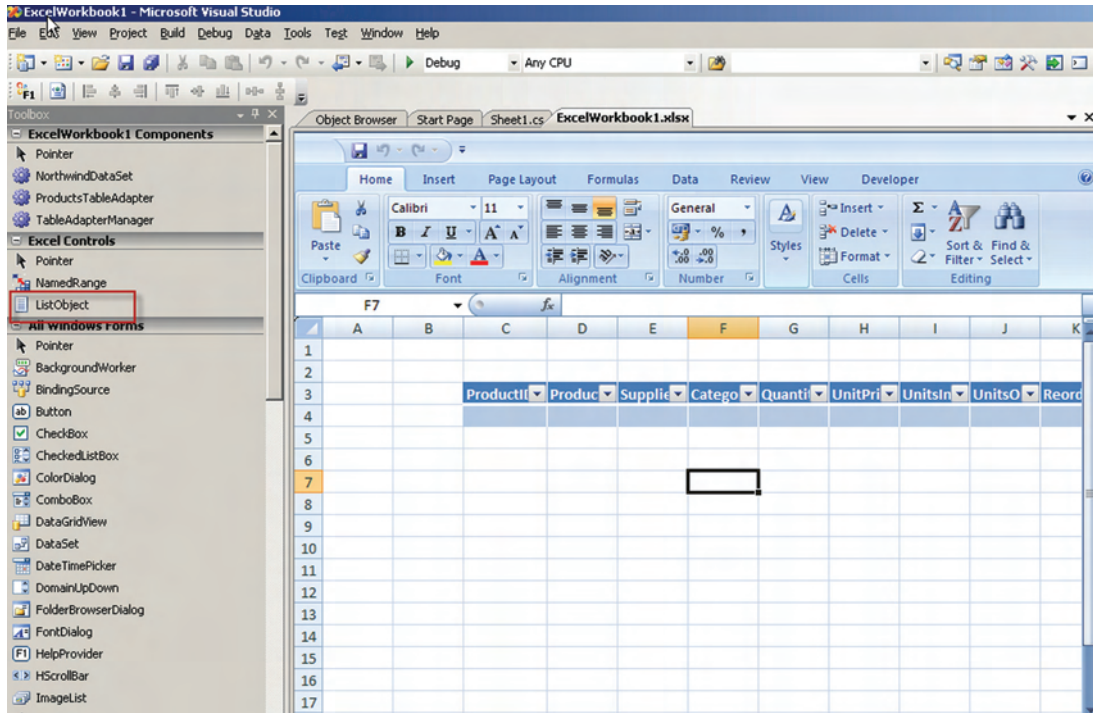 ExcelWorkbook1 - Microsoft Visual Studio
File Edit View Project Build Debug Data Tools Test Window Help
Debug Any CPU
Toolbox
ExcelWorkbook1 Components
Pointer
NorthwindDataSet
ProductsTableAdapter
TableAdapterManager
Excel Controls
Pointer
NamedRange
ListObject
All Windows Forms
Pointer
BackgroundWorker
BindingSource
ab Button
CheckBox
CheckedListBox
ColorDialog
ComboBox
DataGridView
DataSet
DateTimePicker
DomainUpDown
FolderBrowserDialog
FontDialog
F1 HelpProvider
HScrollBar
ImageList
Object Browser Start Page Sheet1.cs ExcelWorkbook1.xlsx
Home Insert Page Layout Formulas Data Review View Developer
Paste
Clipboard
Calibri 11
B I U A A
A
Font
Alignment
General
% ,
.00 .0
Number
Styles
Insert
Delete
Format
Cells
Σ
Sort & Filter
Find & Select
Editing
F7 fx
A B C D E F G H I J K
1
2
3 ProductI Produc Supplie Catego Quanti UnitPri UnitsIn UnitsO Reord
4
5
6
7
8
9
10
11
12
13
14
15
16
17